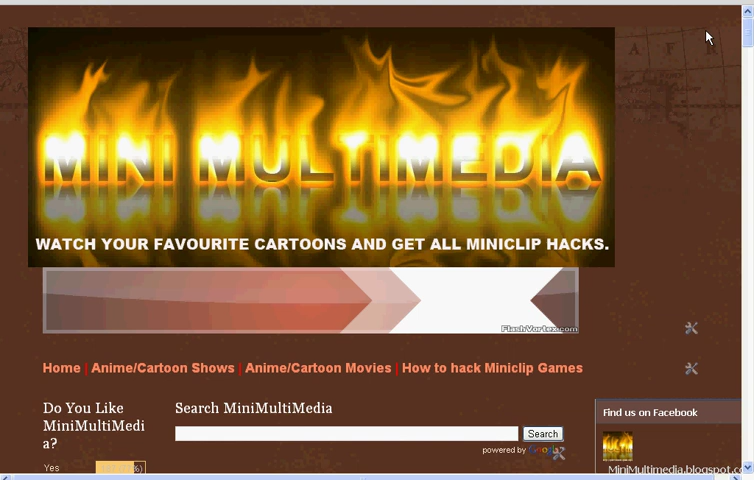 MINI MULTIMEDIA
WATCH YOUR FAVOURITE CARTOONS AND GET ALL MINICLIP HACKS.
FlashVortex.com
Home | Anime/Cartoon Shows | Anime/Cartoon Movies | How to hack Miniclip Games
Do You Like
MiniMultiMedi
a?
Yes
Search MiniMultiMedia
Search
powered by Google
Find us on Facebook
MiniMultimedia.blogspot.co